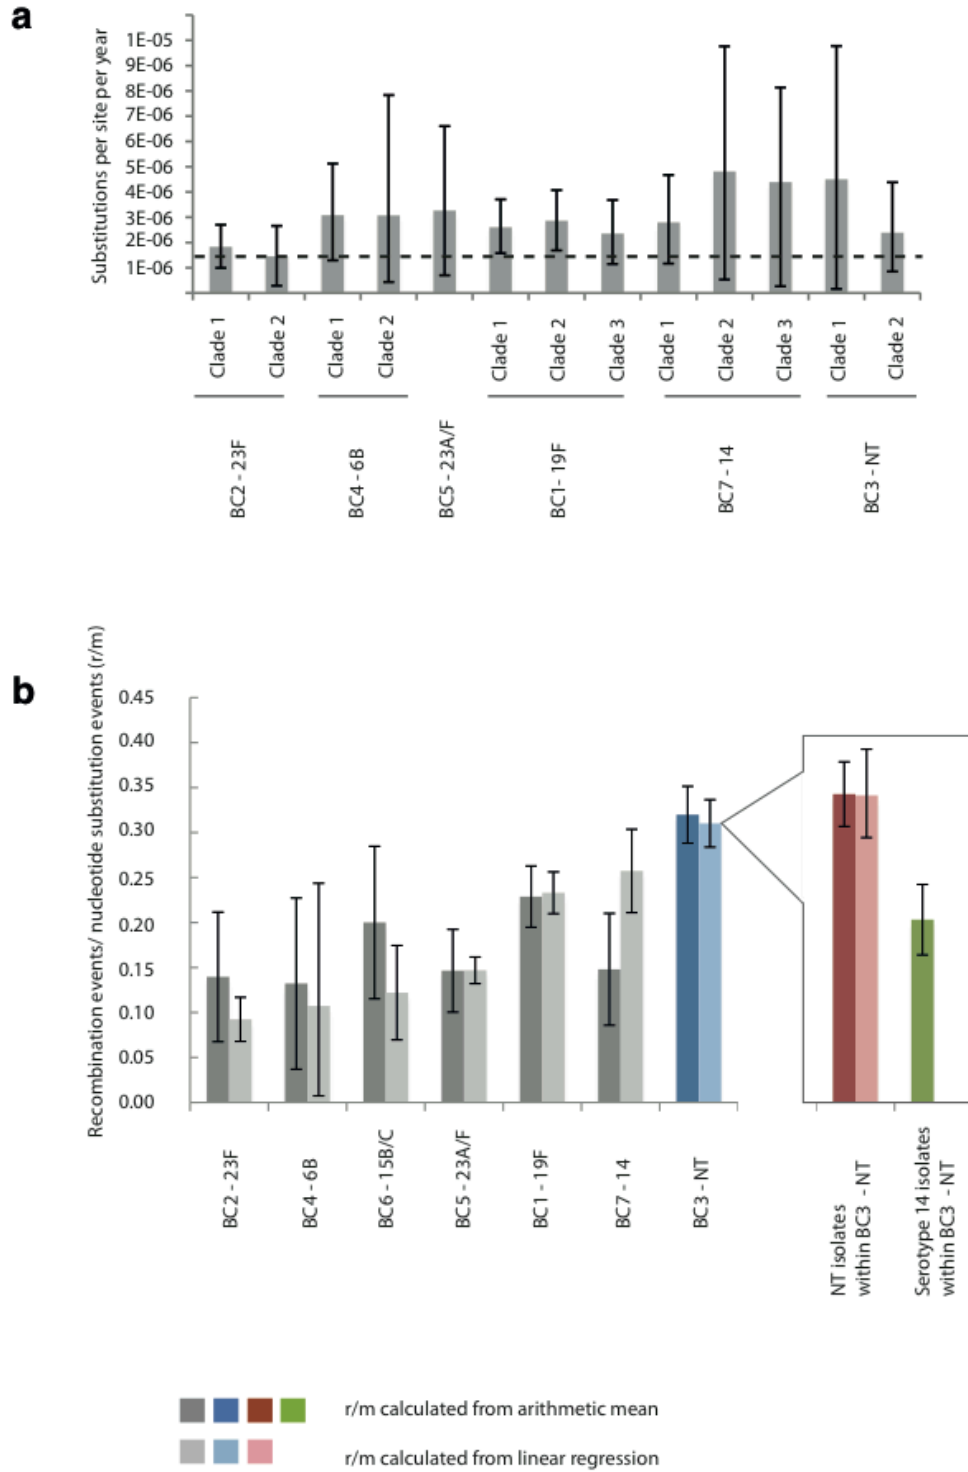 a
Substitutions per site per year
1E-05
9E-06
8E-06
7E-06
6E-06
5E-06
4E-06
3E-06
2E-06
1E-06
Clade 1
Clade 2
Clade 1
Clade 2
Clade 1
Clade 2
Clade 3
Clade 1
Clade 2
Clade 3
Clade 1
Clade 2
BC2 - 23F
BC4 - 6B
BC5 - 23A/F
BC1- 19F
BC7 - 14
BC3 - NT
b
Recombination events/ nucleotide substitution events (r/m)
0.45
0.40
0.35
0.30
0.25
0.20
0.15
0.10
0.05
0.00
BC2 - 23F
BC4 - 6B
BC6 - 15B/C
BC5 - 23A/F
BC1 - 19F
BC7 - 14
BC3 - NT
NT isolates
within BC3 - NT
Serotype 14 isolates
within BC3 - NT
r/m calculated from arithmetic mean
r/m calculated from linear regression